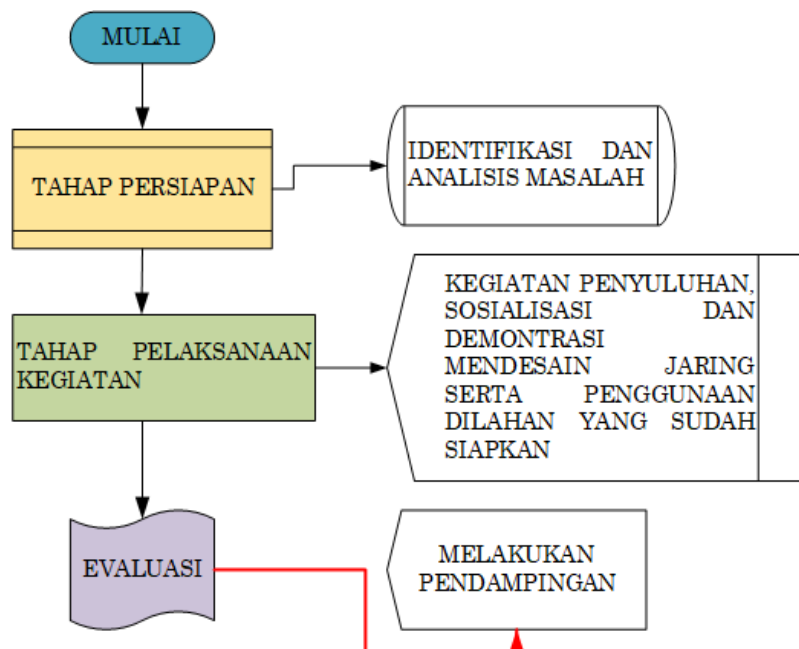 MULAI
TAHAP PERSIAPAN
IDENTIFIKASI DAN
ANALISIS MASALAH
TAHAP PELAKSANAAN
KEGIATAN
KEGIATAN PENYULUHAN,
SOSIALISASI DAN
DEMONTRASI
MENDESAIN JARING
SERTA PENGGUNAAN
DILAHAN YANG SUDAH
SIAPKAN
EVALUASI
MELAKUKAN
PENDAMPINGAN